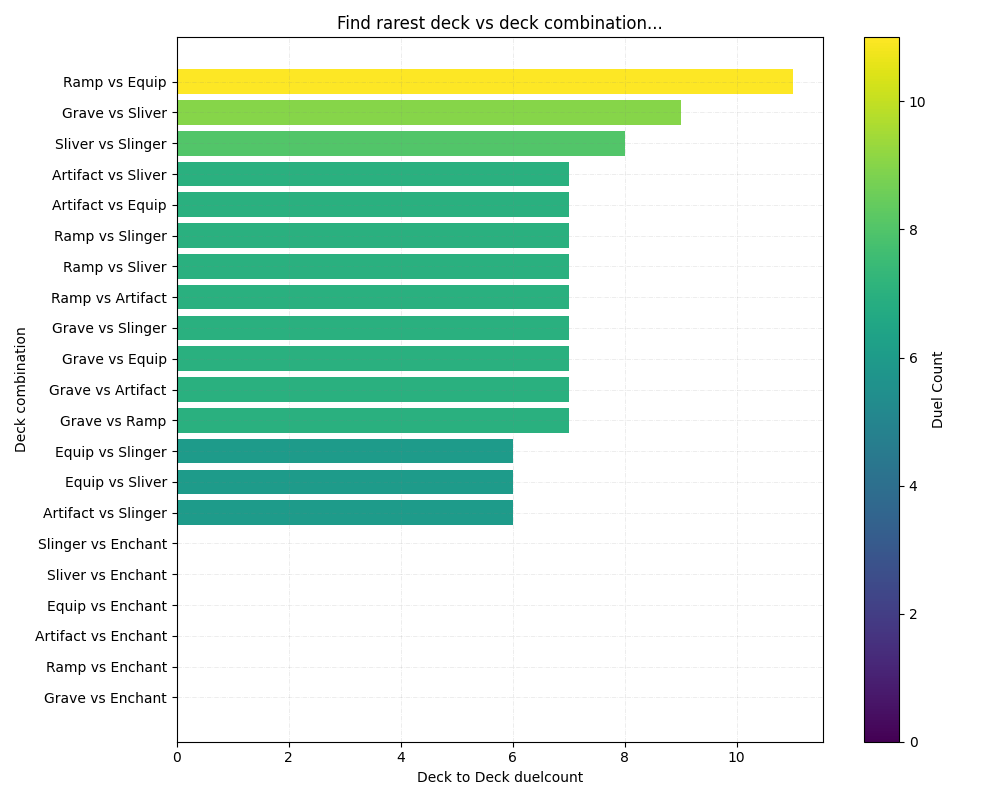 Find rarest deck vs deck combination...
Deck combination
Ramp vs Equip
Grave vs Sliver
Sliver vs Slinger
Artifact vs Sliver
Artifact vs Equip
Ramp vs Slinger
Ramp vs Sliver
Ramp vs Artifact
Grave vs Slinger
Grave vs Equip
Grave vs Artifact
Grave vs Ramp
Equip vs Slinger
Equip vs Sliver
Artifact vs Slinger
Slinger vs Enchant
Sliver vs Enchant
Equip vs Enchant
Artifact vs Enchant
Ramp vs Enchant
Grave vs Enchant
0 2 4 6 8 10
Deck to Deck duelcount
10
8
6
4
2
0
Duel Count